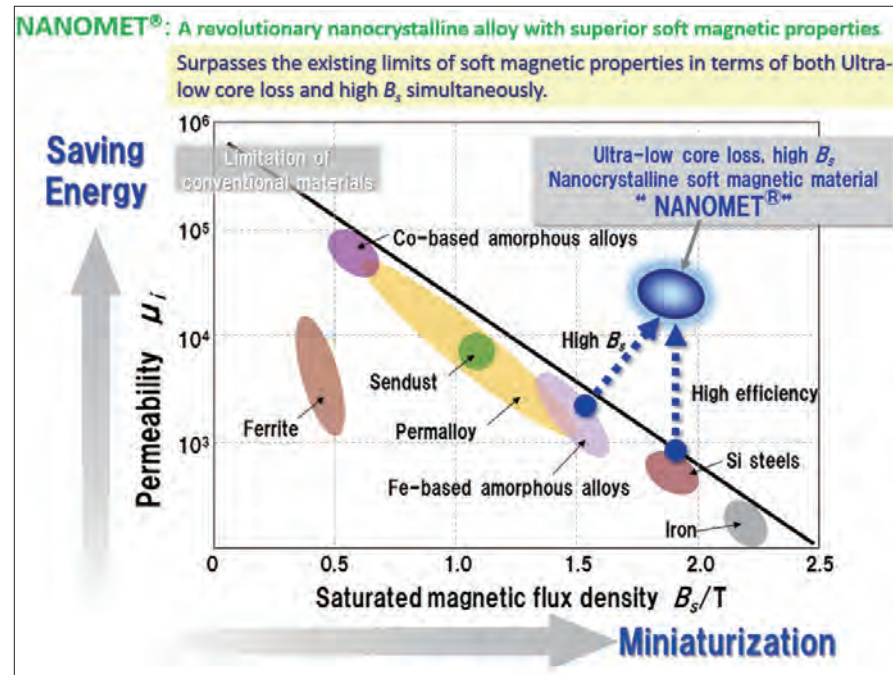 NANOMET®: A revolutionary nanocrystalline alloy with superior soft magnetic properties
Surpasses the existing limits of soft magnetic properties in terms of both Ultra-
low core loss and high Bs simultaneously.
Saving
Energy
10⁶
Limitation of
conventional materials
Ultra-low core loss, high Bs
Nanocrystalline soft magnetic material
“ NANOMET®”
10⁵
Co-based amorphous alloys
Permeability μi
10⁴
High Bs
Sendust
High efficiency
Ferrite
Permalloy
10³
Si steels
Fe-based amorphous alloys
Iron
0 0.5 1.0 1.5 2.0 2.5
Saturated magnetic flux density Bs/T
Miniaturization